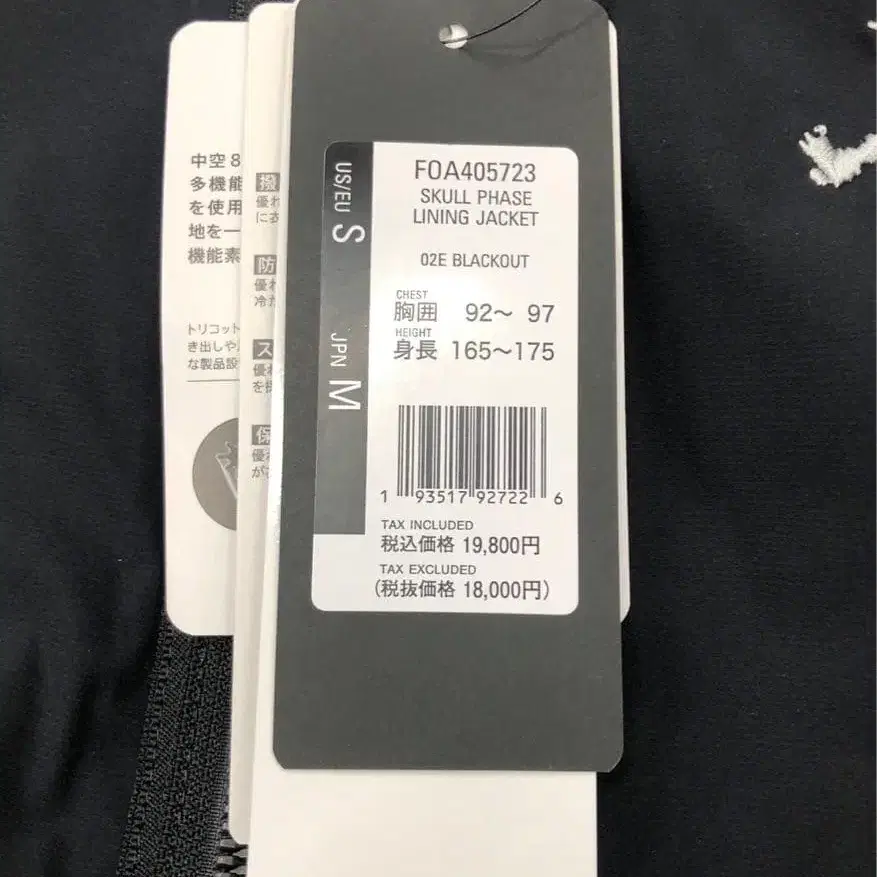 中空8
多機能
を使用
地を一
機能素
トリコット
き出しや
な製品設
撥
優れ
に衣
防
優れ
冷た
ス
優れ
を
保
優れ
が
US/EU S
JPN M
FOA405723
SKULL PHASE
LINING JACKET
02E BLACKOUT
CHEST
胸囲 92～ 97
HEIGHT
身長 165～175
1 93517 92722 6
TAX INCLUDED
税込価格 19,800円
TAX EXCLUDED
(税抜価格 18,000円)